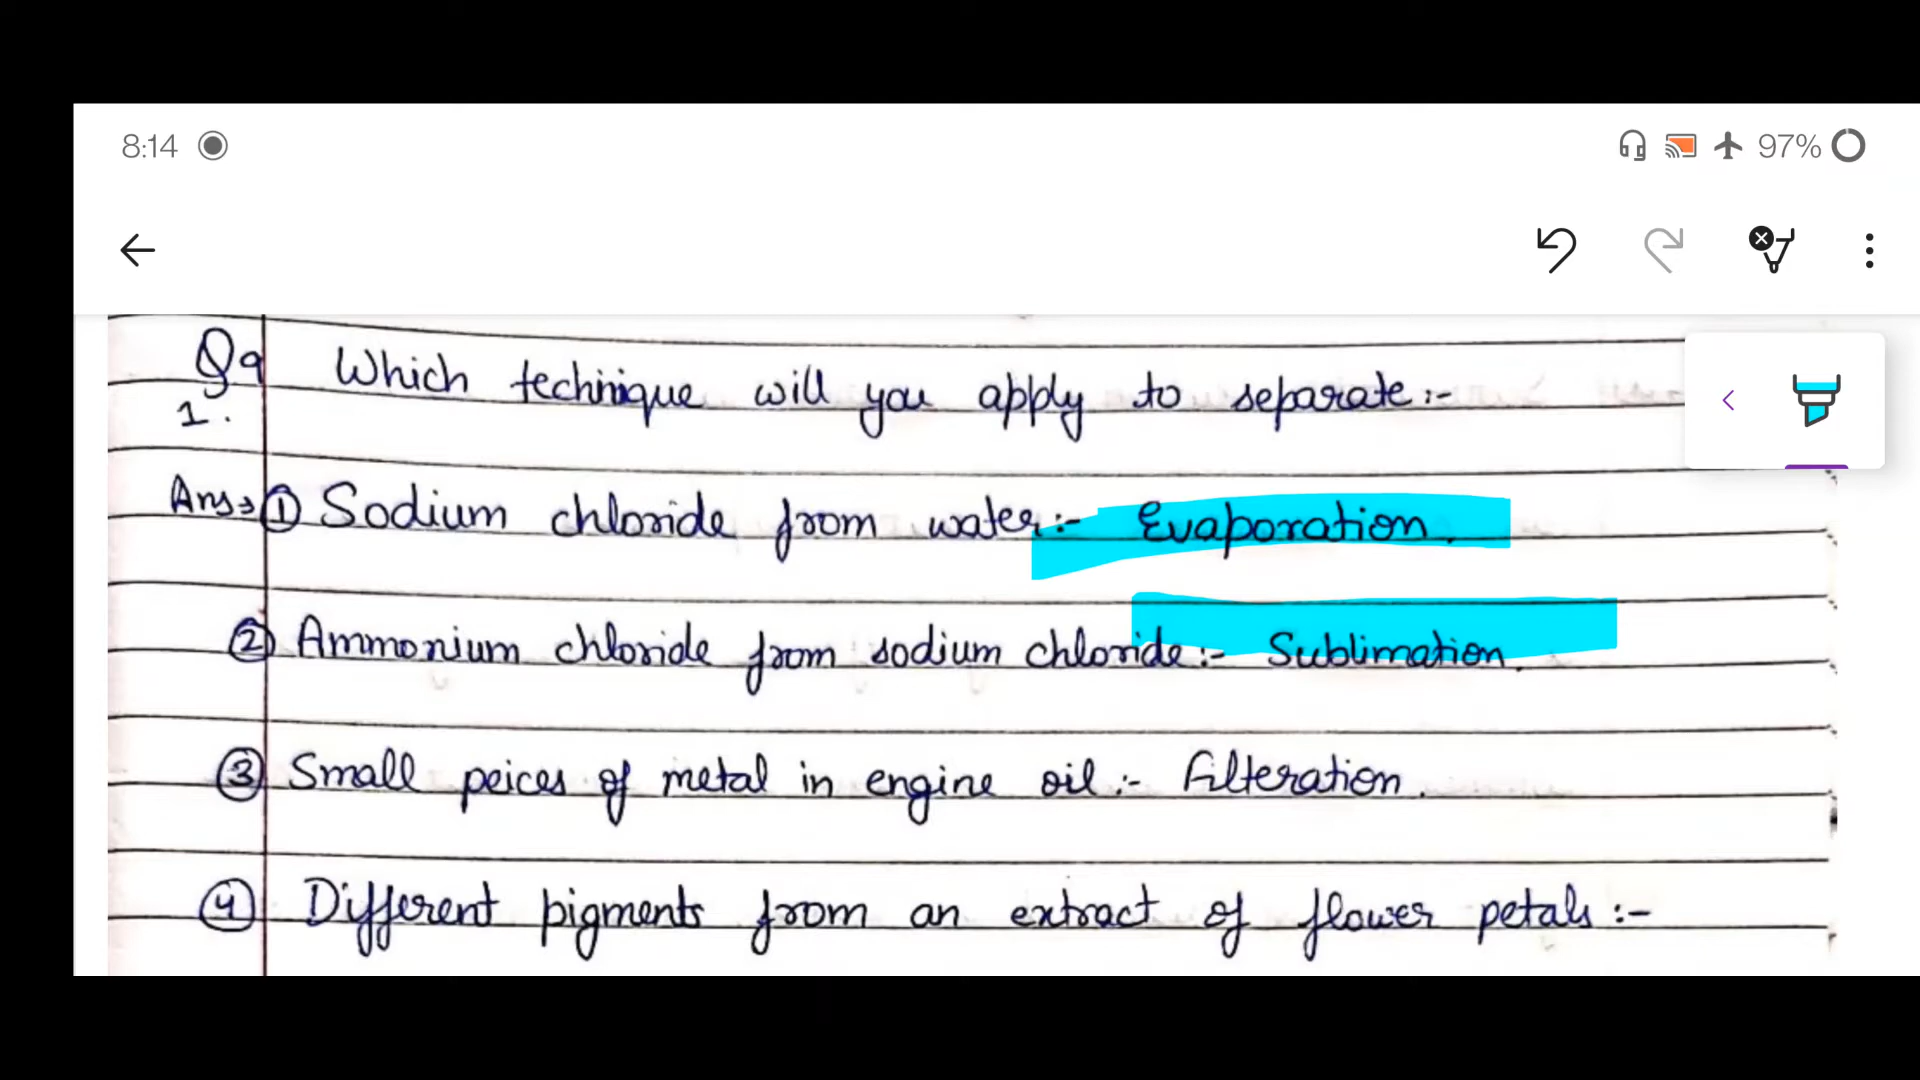 8:14 97%
Q9 Which technique will you apply to separate :-
1.
Ans→ ① Sodium chloride from water :- Evaporation.
② Ammonium chloride from sodium chloride :- Sublimation.
③ Small peices of metal in engine oil :- Filteration.
④ Different pigments from an extract of flower petals :-